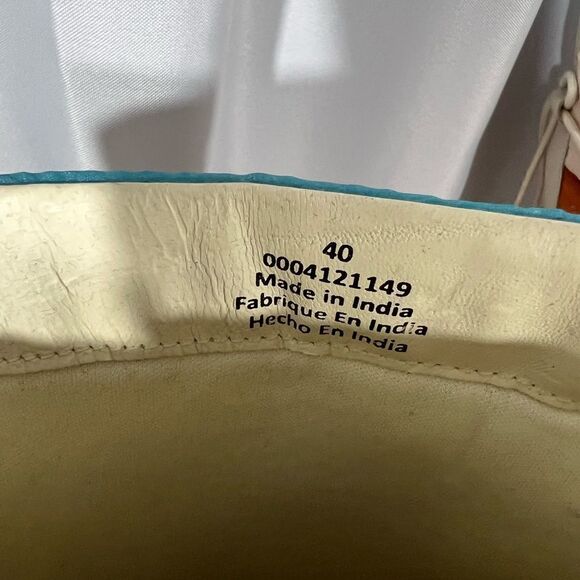 40
0004121149
Made in India
Fabrique En India
Hecho En India